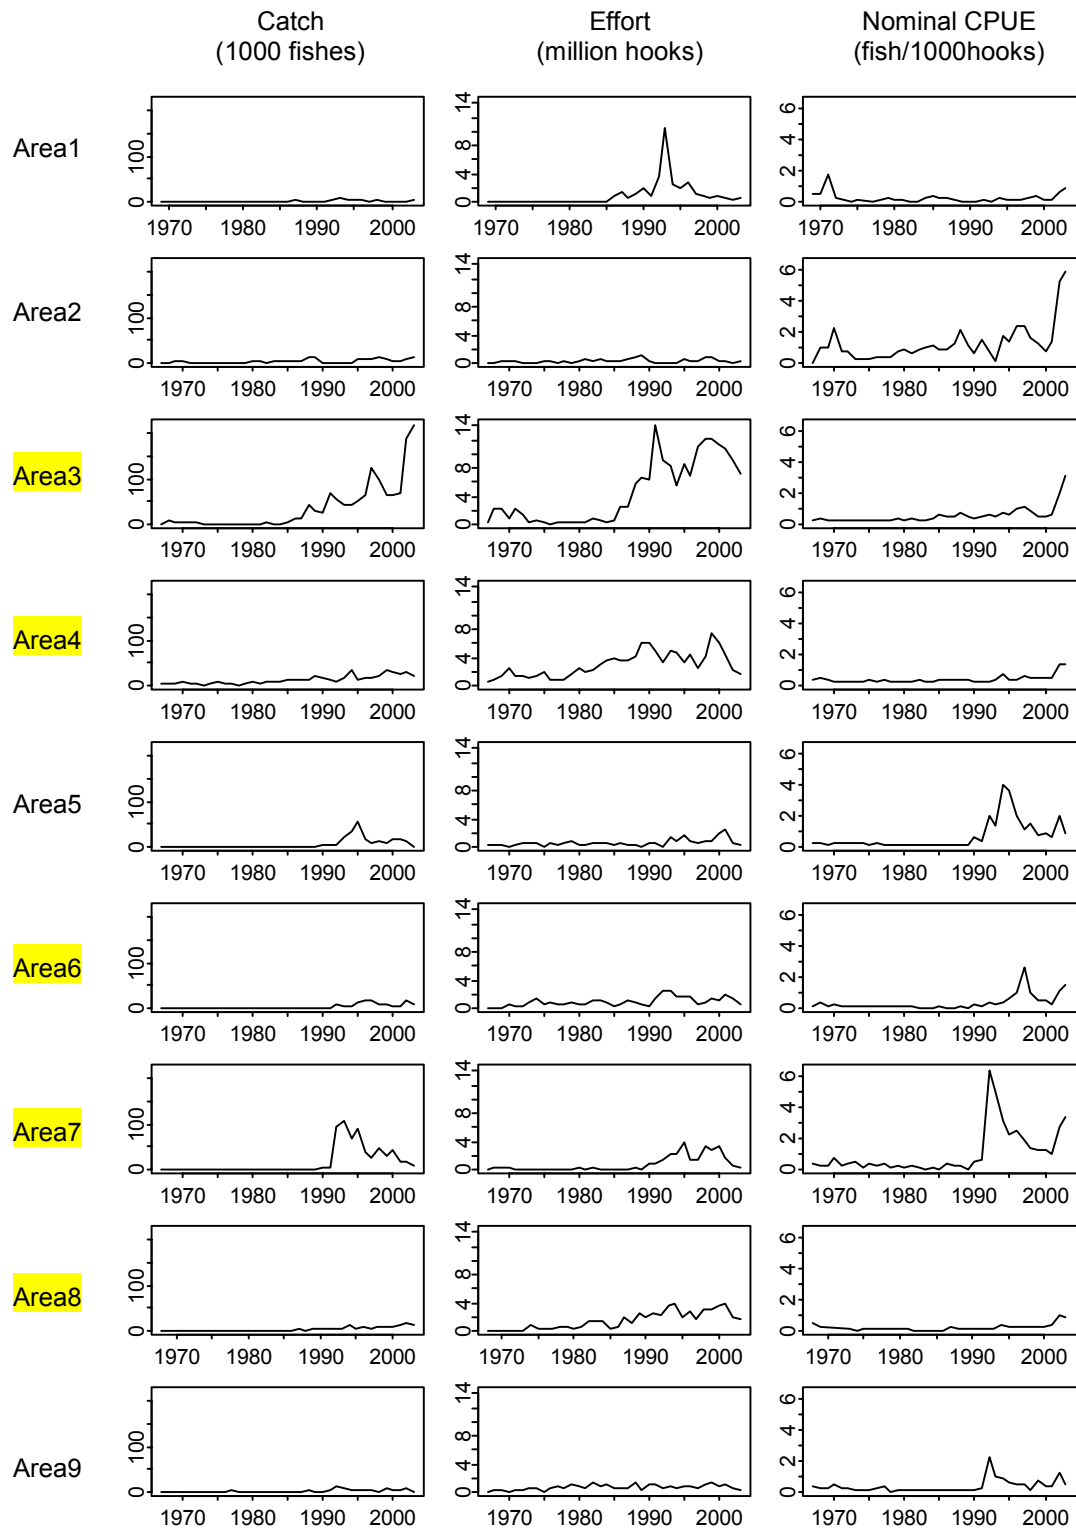 Catch Effort Nominal CPUE
(1000 fishes) (million hooks) (fish/1000hooks)
Area1
0 100
1970 1980 1990 2000
0 4 8 14
1970 1980 1990 2000
0 2 4 6
1970 1980 1990 2000
Area2
0 100
1970 1980 1990 2000
0 4 8 14
1970 1980 1990 2000
0 2 4 6
1970 1980 1990 2000
Area3
0 100
1970 1980 1990 2000
0 4 8 14
1970 1980 1990 2000
0 2 4 6
1970 1980 1990 2000
Area4
0 100
1970 1980 1990 2000
0 4 8 14
1970 1980 1990 2000
0 2 4 6
1970 1980 1990 2000
Area5
0 100
1970 1980 1990 2000
0 4 8 14
1970 1980 1990 2000
0 2 4 6
1970 1980 1990 2000
Area6
0 100
1970 1980 1990 2000
0 4 8 14
1970 1980 1990 2000
0 2 4 6
1970 1980 1990 2000
Area7
0 100
1970 1980 1990 2000
0 4 8 14
1970 1980 1990 2000
0 2 4 6
1970 1980 1990 2000
Area8
0 100
1970 1980 1990 2000
0 4 8 14
1970 1980 1990 2000
0 2 4 6
1970 1980 1990 2000
Area9
0 100
1970 1980 1990 2000
0 4 8 14
1970 1980 1990 2000
0 2 4 6
1970 1980 1990 2000